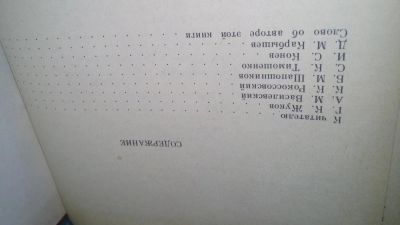 СОДЕРЖАНИЕ
К читателю
Г. К. Жуков
А. М. Василевский
К. К. Рокоссовский
Б. М. Шапошников
С. К. Тимошенко
И. С. Конев
Д. М. Карбышев
Слово об авторе этой книги